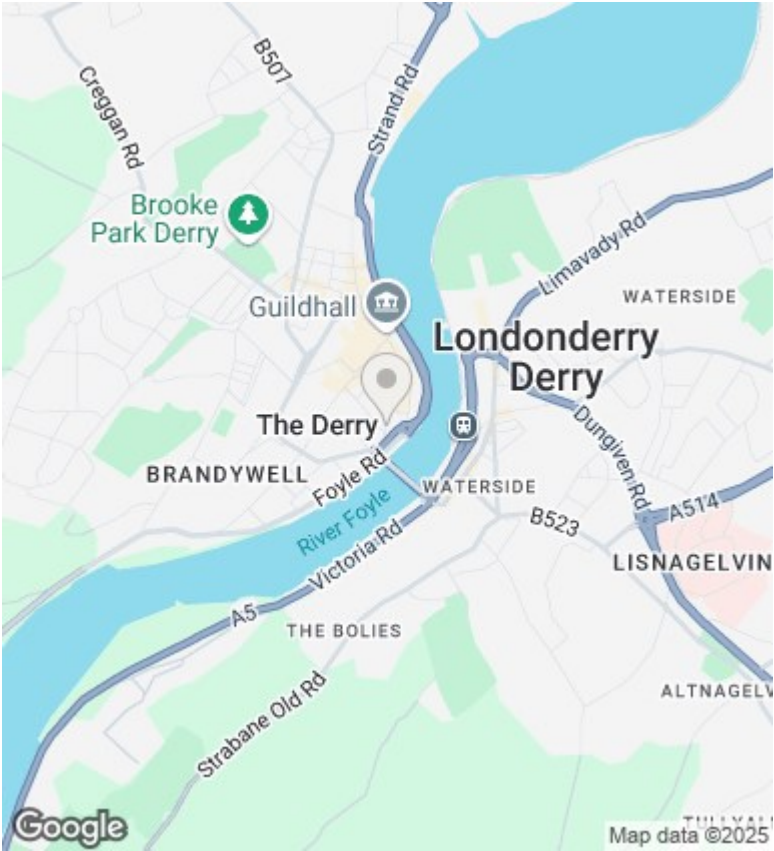 B507
Creggan Rd
Strand Rd
Brooke
Park Derry
Limavady Rd
WATERSIDE
Guildhall
Londonderry
Derry
The Derry
Dungiven Rd
BRANDYWELL
Foyle Rd
WATERSIDE
River Foyle
A514
B523
Victoria Rd
LISNAGELVIN
A5
THE BOLIES
ALTNAGELV
Strabane Old Rd
TULLYAL
Google
Map data ©2025